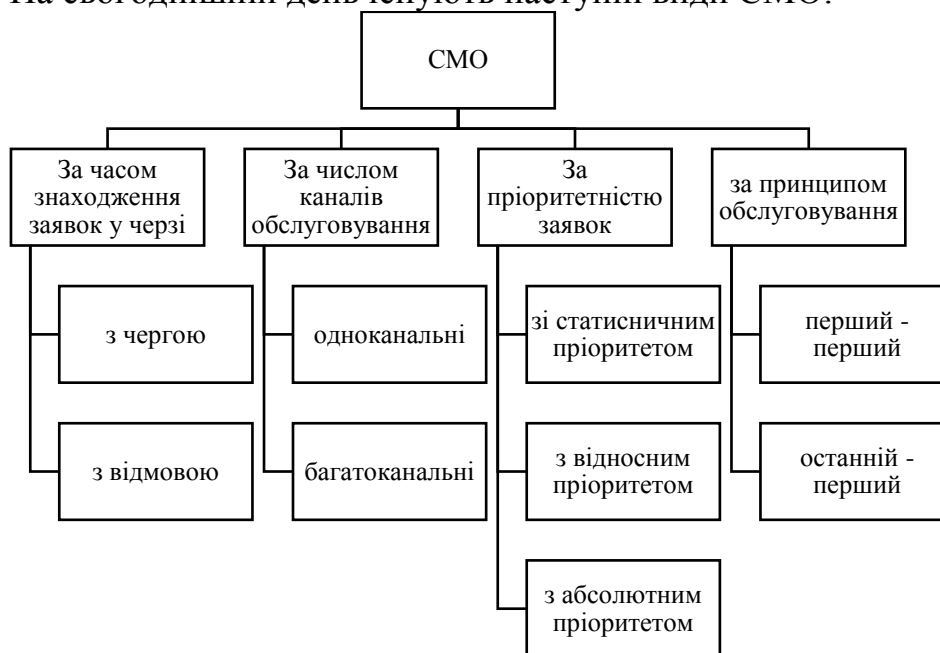 На сьогоднішній день існують наступні види СМО:
СМО
За часом
знаходження
заявок у черзі
За числом
каналів
обслуговування
За
пріоритетністю
заявок
за принципом
обслуговування
з чергою
одноканальні
зі статисничним
пріоритетом
перший -
перший
з відмовою
багатоканальні
з відносним
пріоритетом
останній -
перший
з абсолютним
пріоритетом